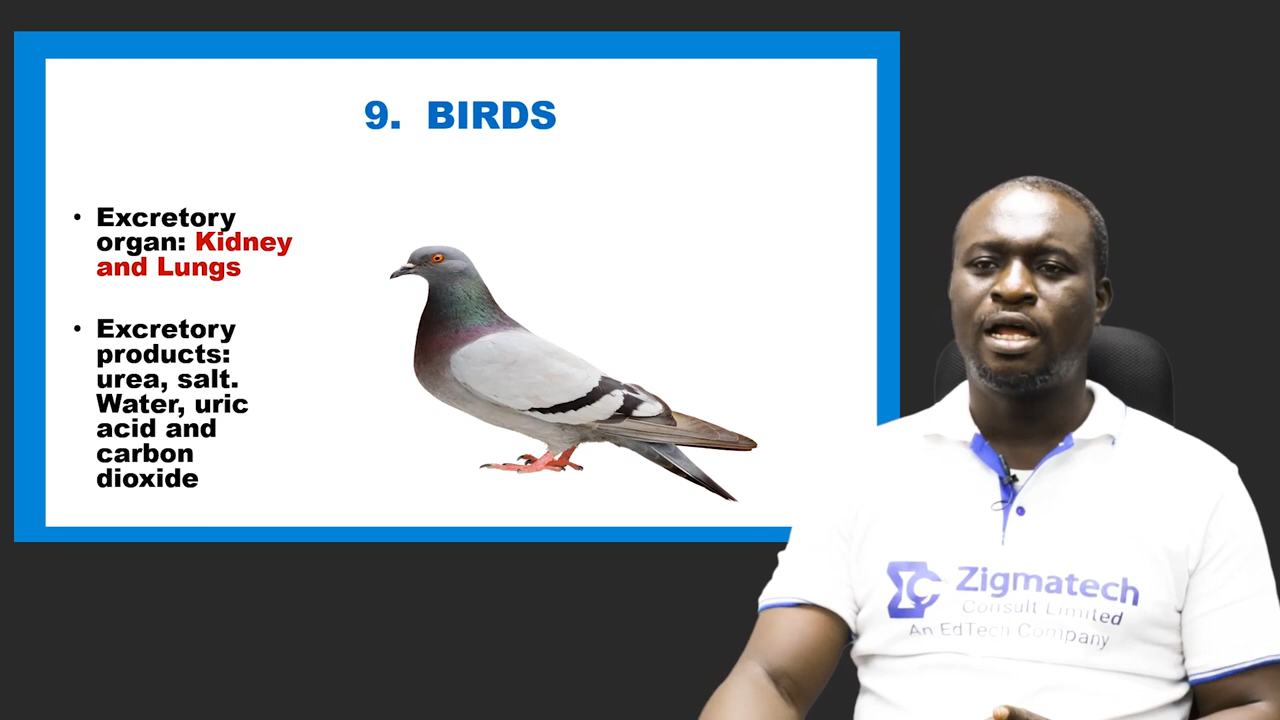 9. BIRDS
• Excretory
organ: Kidney
and Lungs
• Excretory
products:
urea, salt.
Water, uric
acid and
carbon
dioxide
Zigmatech
Consult Limited
An EdTech Company